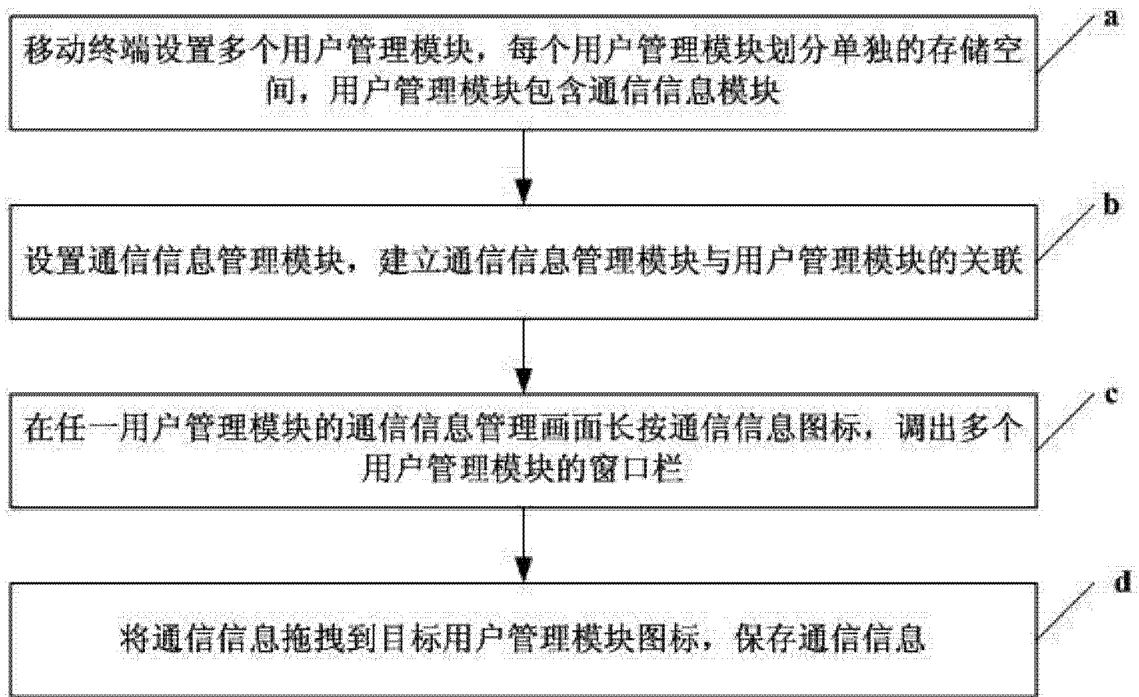 a
移动终端设置多个用户管理模块，每个用户管理模块划分单独的存储空
间，用户管理模块包含通信信息模块
b
设置通信信息管理模块，建立通信信息管理模块与用户管理模块的关联
c
在任一用户管理模块的通信信息管理画面长按通信信息图标，调出多个
用户管理模块的窗口栏
d
将通信信息拖拽到目标用户管理模块图标，保存通信信息